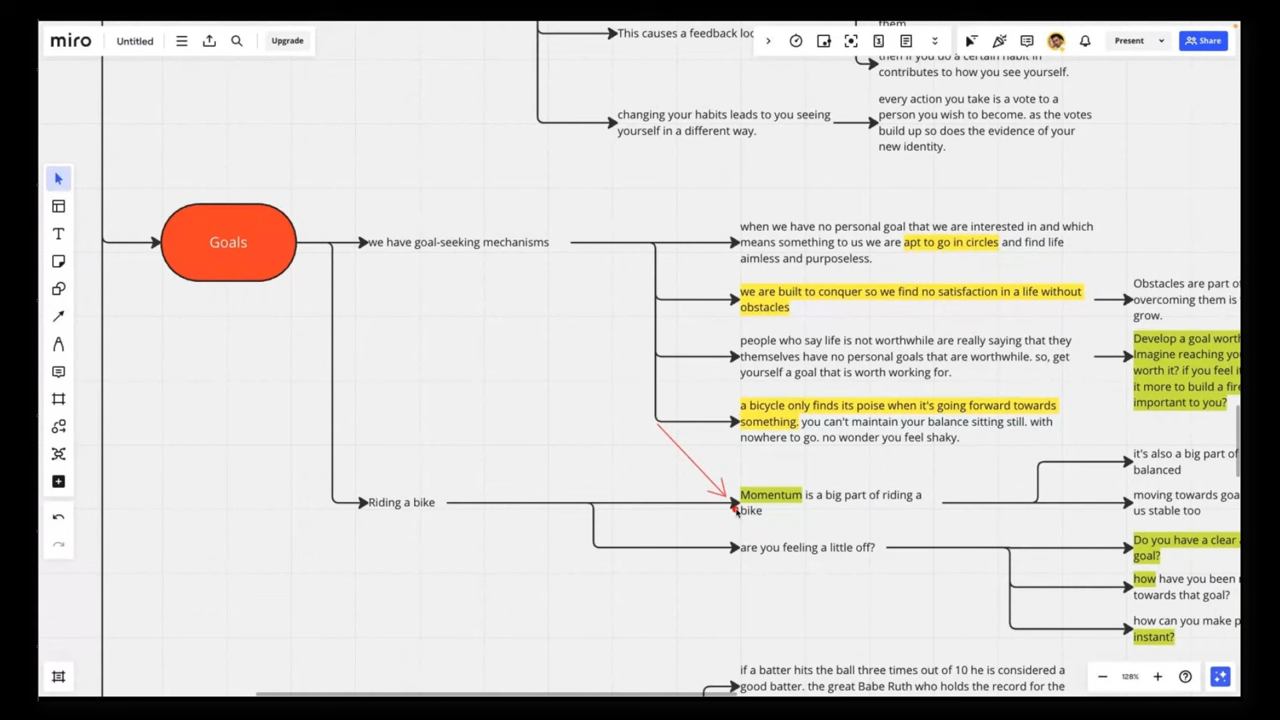 miro
Untitled
Upgrade
Present
Share
This causes a feedback loo
them
then if you do a certain habit in
contributes to how you see yourself.
changing your habits leads to you seeing
yourself in a different way.
every action you take is a vote to a
person you wish to become. as the votes
build up so does the evidence of your
new identity.
Goals
we have goal-seeking mechanisms
when we have no personal goal that we are interested in and which
means something to us we are apt to go in circles and find life
aimless and purposeless.
we are built to conquer so we find no satisfaction in a life without
obstacles
Obstacles are part o
overcoming them is
grow.
people who say life is not worthwhile are really saying that they
themselves have no personal goals that are worthwhile. so, get
yourself a goal that is worth working for.
Develop a goal wort
Imagine reaching yo
worth it? if you feel i
it more to build a fir
important to you?
a bicycle only finds its poise when it's going forward towards
something. you can't maintain your balance sitting still. with
nowhere to go. no wonder you feel shaky.
Riding a bike
Momentum is a big part of riding a
bike
it's also a big part of
balanced
moving towards goa
us stable too
are you feeling a little off?
Do you have a clear
goal?
how have you been
towards that goal?
how can you make p
instant?
if a batter hits the ball three times out of 10 he is considered a
good batter. the great Babe Ruth who holds the record for the
128%